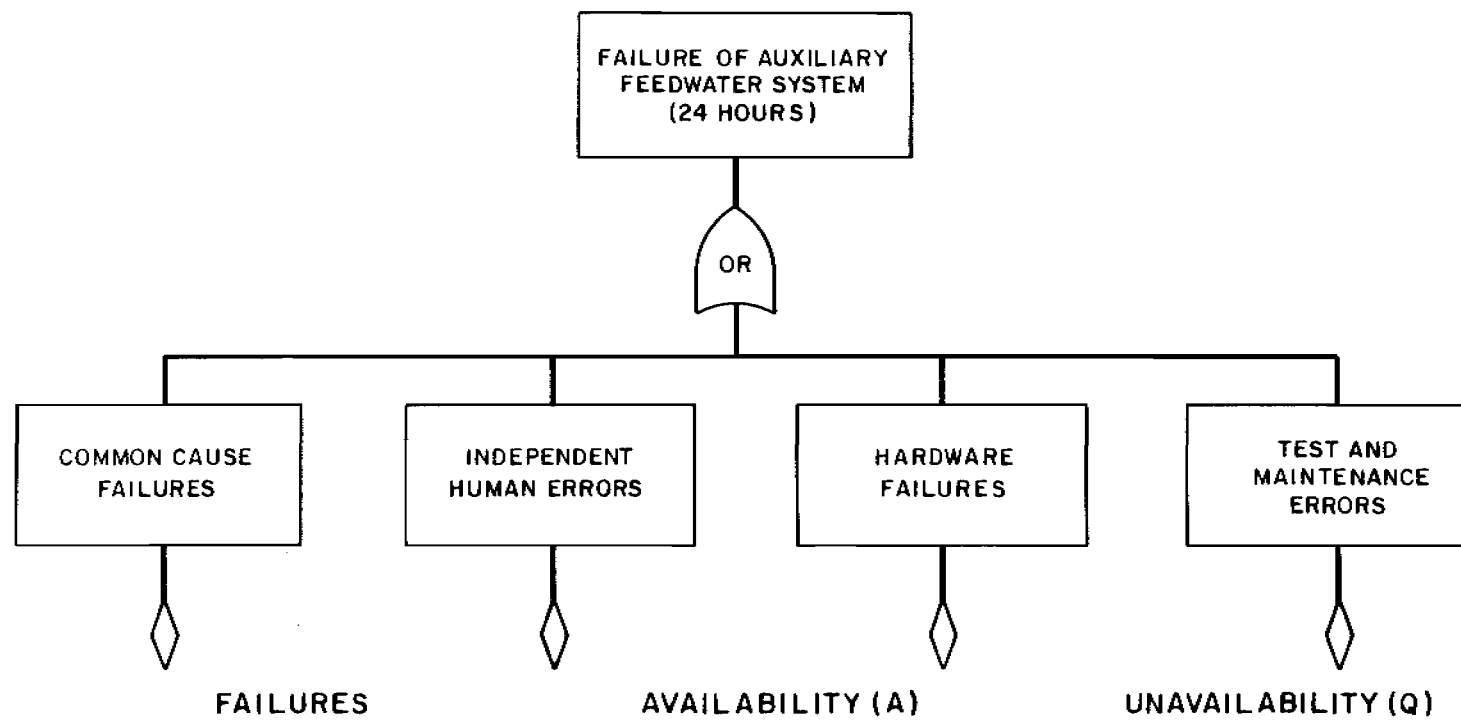 FAILURE OF AUXILIARY
FEEDWATER SYSTEM
(24 HOURS)
OR
COMMON CAUSE
FAILURES
INDEPENDENT
HUMAN ERRORS
HARDWARE
FAILURES
TEST AND
MAINTENANCE
ERRORS
FAILURES AVAILABILITY (A) UNAVAILABILITY (Q)